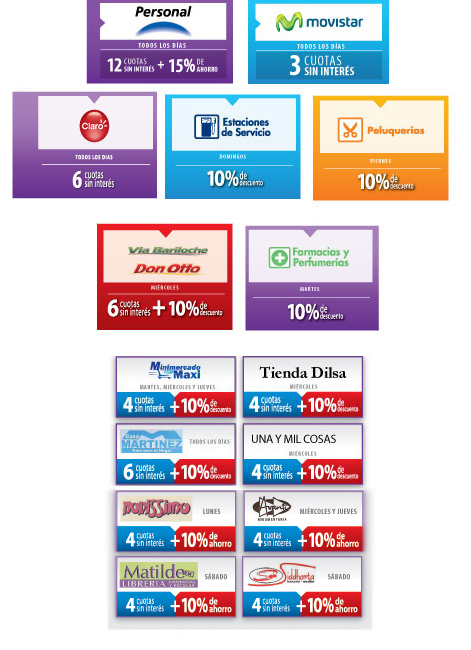 Personal
TODOS LOS DÍAS
12 CUOTAS SIN INTERÉS + 15% DE AHORRO
movistar
TODOS LOS DÍAS
3 CUOTAS SIN INTERÉS
Claro
TODOS LOS DIAS
6 cuotas sin interés
Estaciones de Servicio
DOMINGOS
10% de descuento
Peluquerías
VIERNES
10% de descuento
Via Bariloche
Don Otto
MIÉRCOLES
6 cuotas sin interés + 10% de descuento
Farmacias y Perfumerías
MARTES
10% de descuento
Minimercado Maxi
MARTES, MIÉRCOLES Y JUEVES
4 cuotas sin interés + 10% de descuento
Tienda Dilsa
MIÉRCOLES
4 cuotas sin interés + 10% de descuento
Casa MARTINEZ
Todo para el Hogar
TODOS LOS DÍAS
6 cuotas sin interés + 10% de descuento
UNA Y MIL COSAS
MIÉRCOLES
4 cuotas sin interés + 10% de descuento
novissimo
LUNES
4 cuotas sin interés + 10% de ahorro
INDUMENTARIA
MIÉRCOLES Y JUEVES
4 cuotas sin interés + 10% de ahorro
Matilde
LIBRERÍA
SÁBADO
4 cuotas sin interés + 10% de ahorro
Siddharta
SÁBADO
4 cuotas sin interés + 10% de ahorro